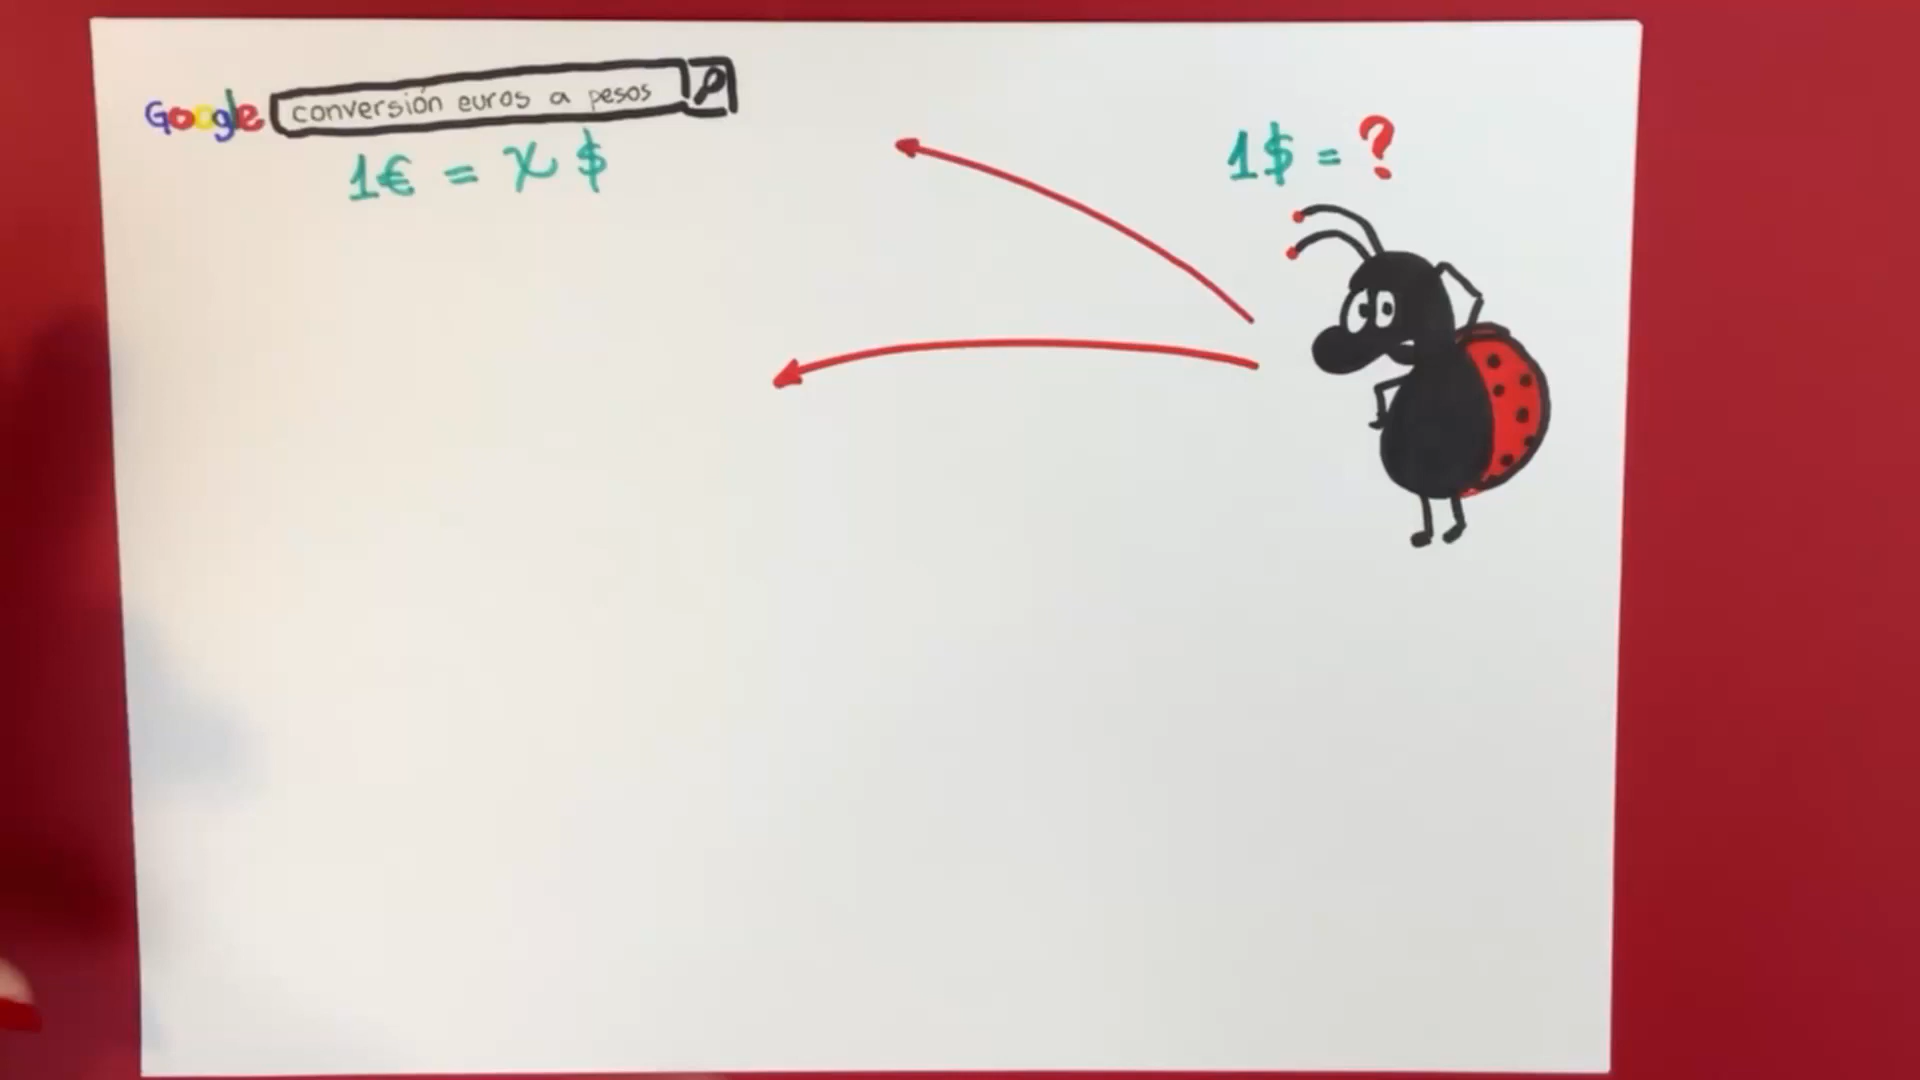 Google conversión euros a pesos
1€ = x $
1$ = ?